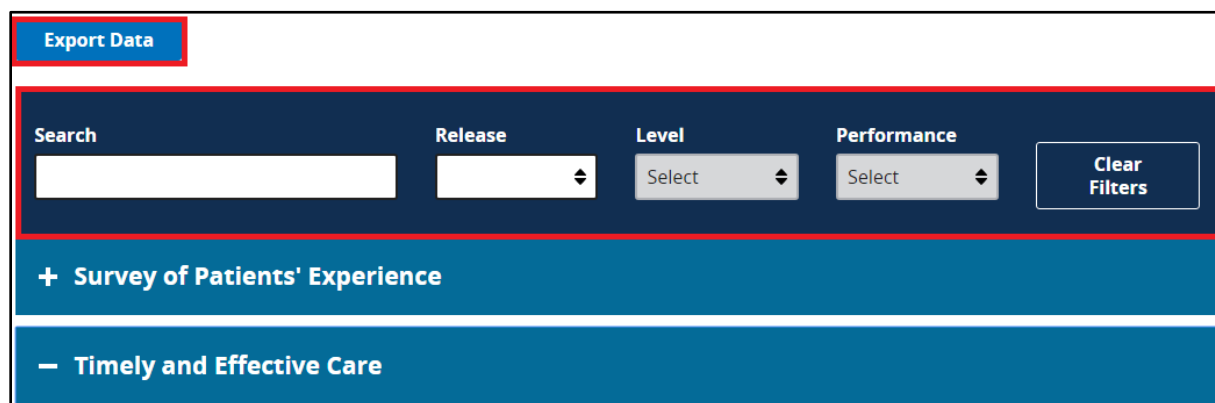 Export Data
Search Release Level Performance
Select Select Clear Filters
+ Survey of Patients' Experience
− Timely and Effective Care